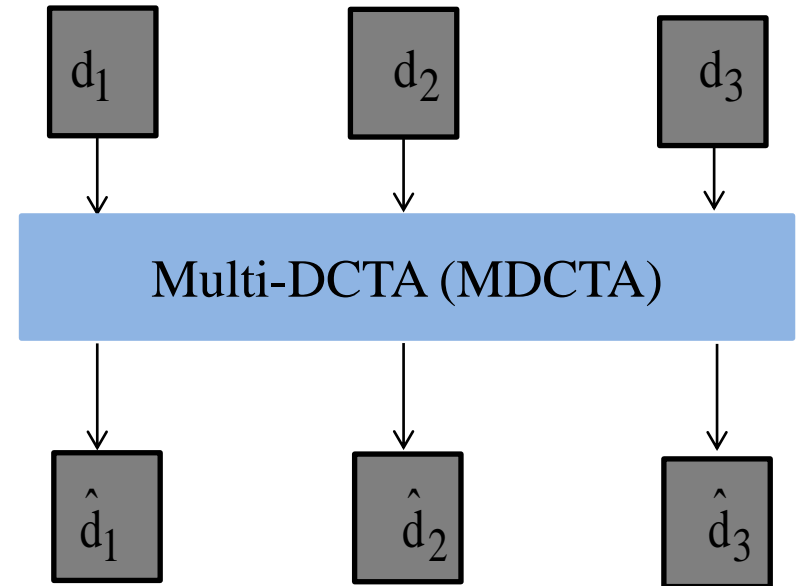 d₁ d₂ d₃
Multi-DCTA (MDCTA)
d̂₁ d̂₂ d̂₃